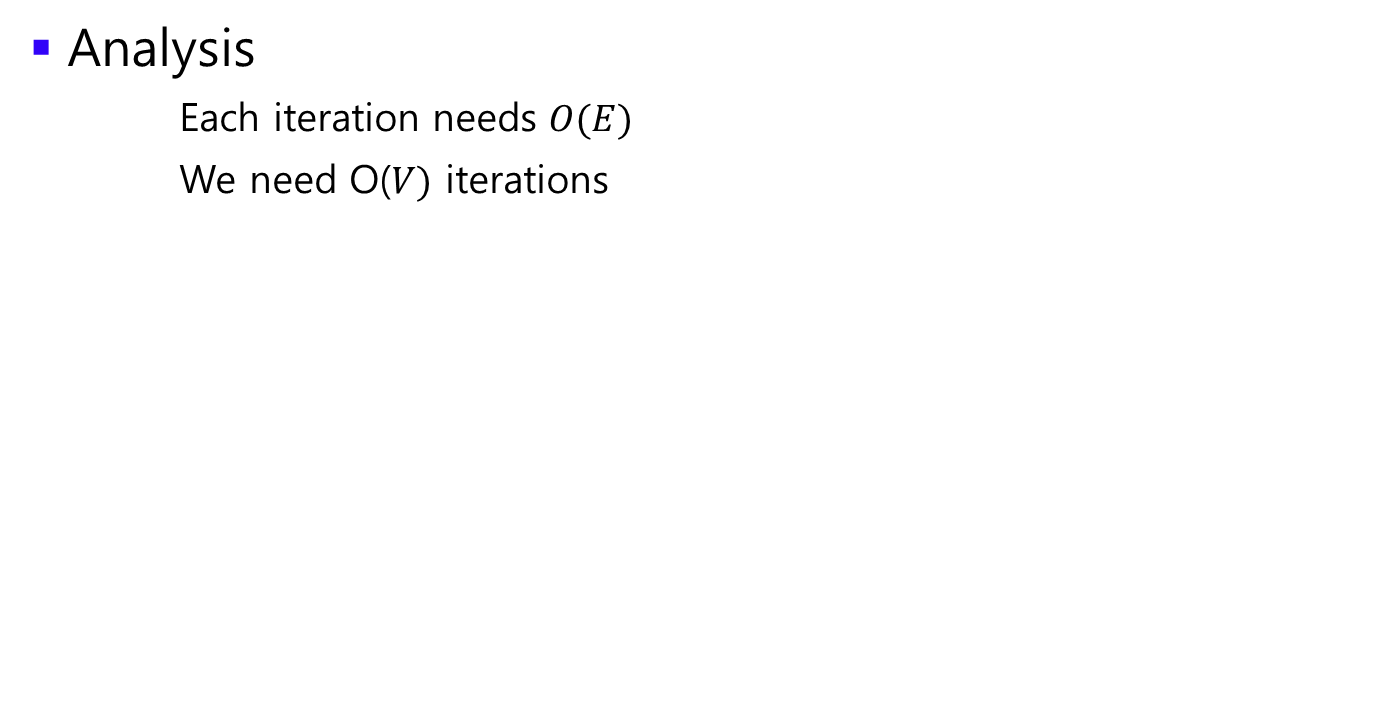 Analysis
Each iteration needs O(E)
We need O(V) iterations